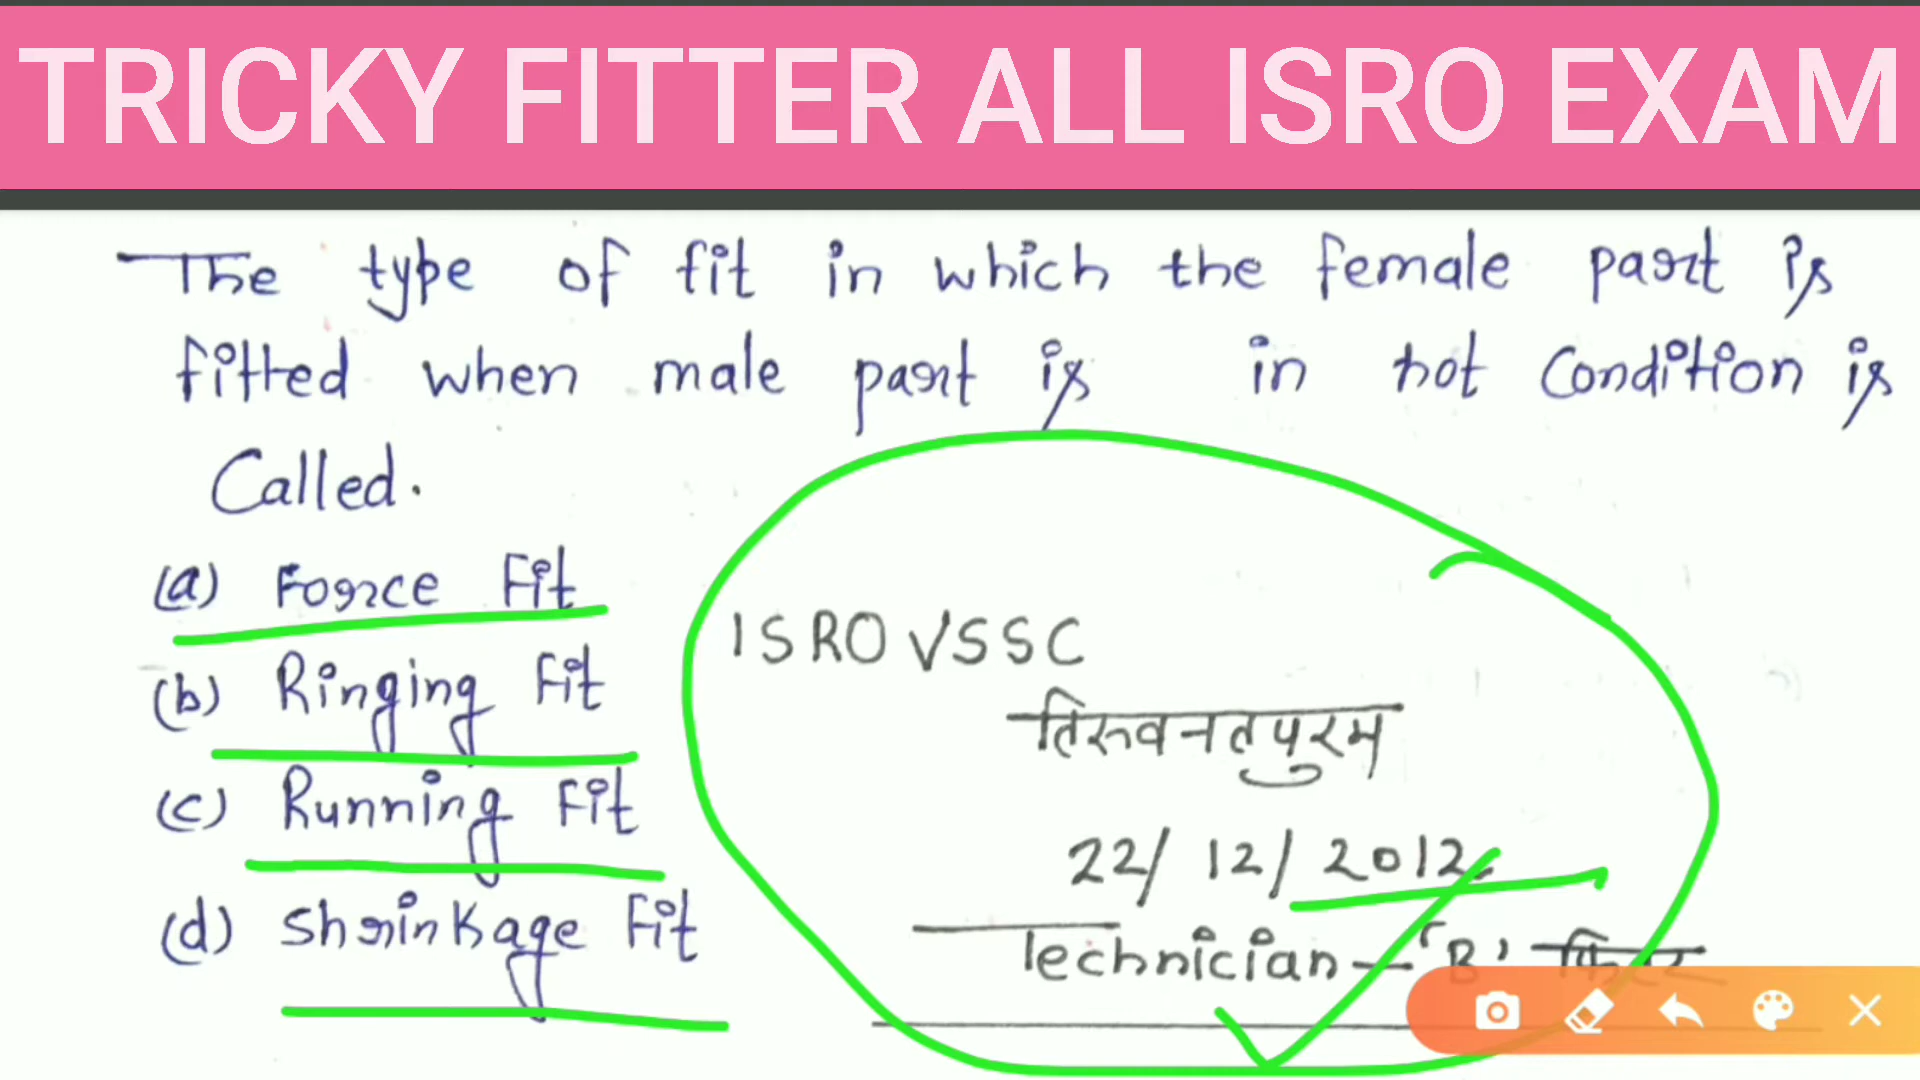 TRICKY FITTER ALL ISRO EXAM
The type of fit in which the female part is
fitted when male part is in hot Condition is
Called.
(a) Force Fit
(b) Ringing Fit
(c) Running Fit
(d) Shrinkage Fit
ISRO VSSC
तिरूवनतपुरम
22/12/2012
Technician-'B'